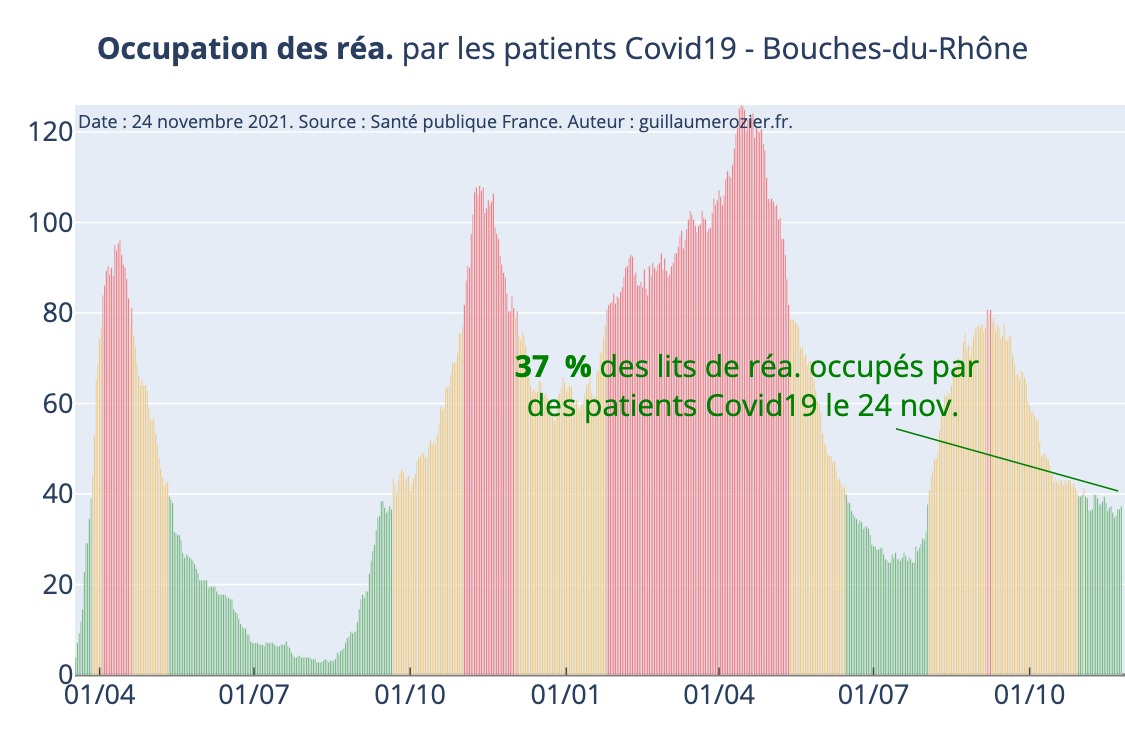 Occupation des réa. par les patients Covid19 - Bouches-du-Rhône
Date : 24 novembre 2021. Source : Santé publique France. Auteur : guillaumerozier.fr.
120
100
80
60
40
20
0
37 % des lits de réa. occupés par
des patients Covid19 le 24 nov.
01/04 01/07 01/10 01/01 01/04 01/07 01/10